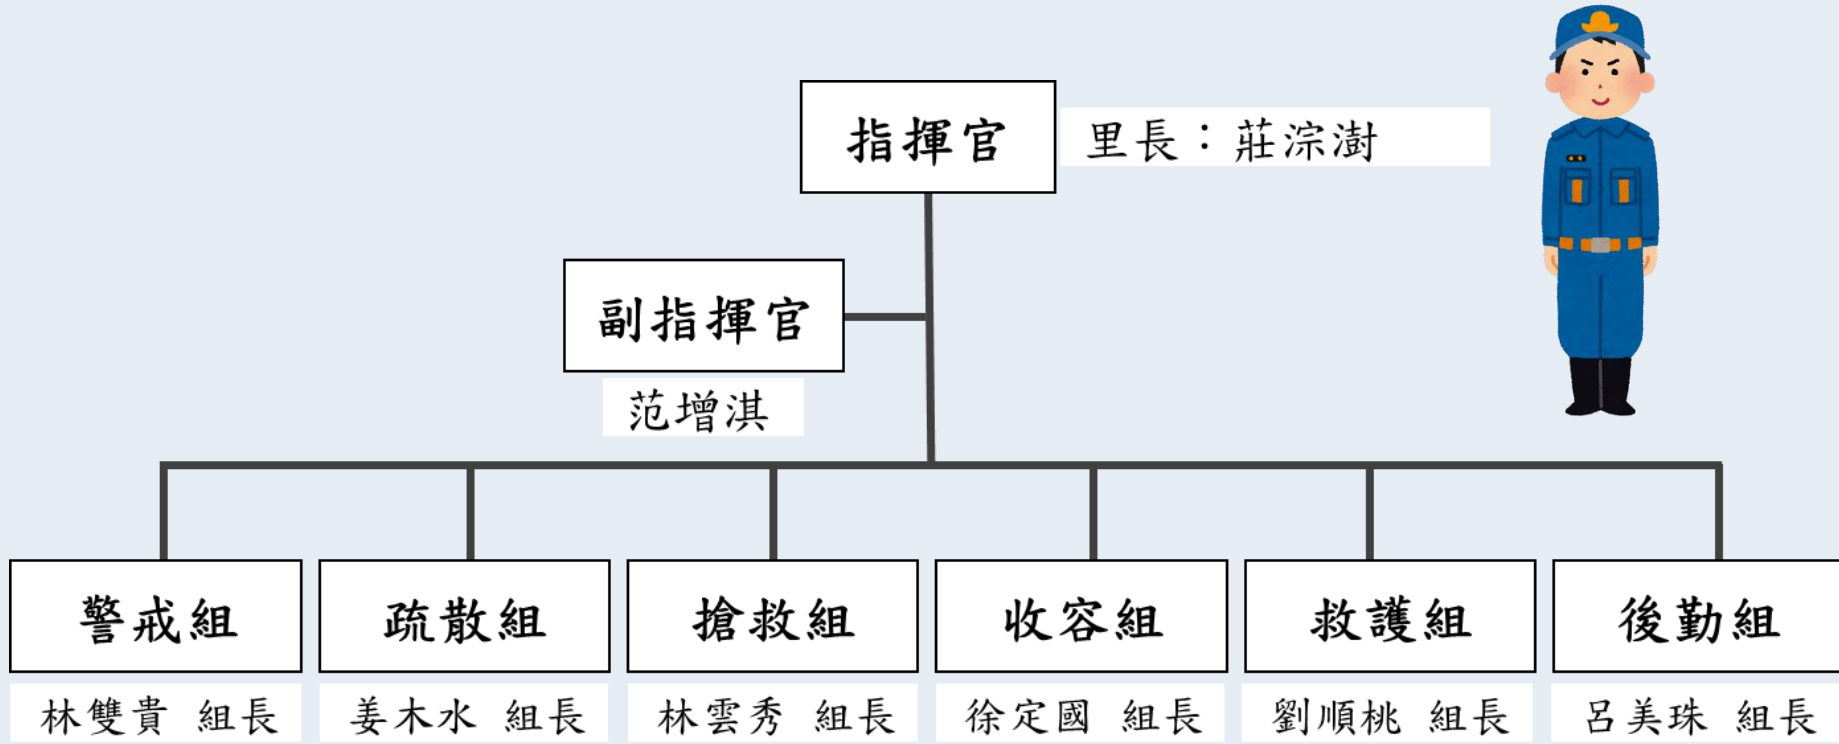 指揮官
里長：莊淙澍
副指揮官
范增淇
警戒組
疏散組
搶救組
收容組
救護組
後勤組
林雙貴 組長
姜木水 組長
林雲秀 組長
徐定國 組長
劉順桃 組長
呂美珠 組長